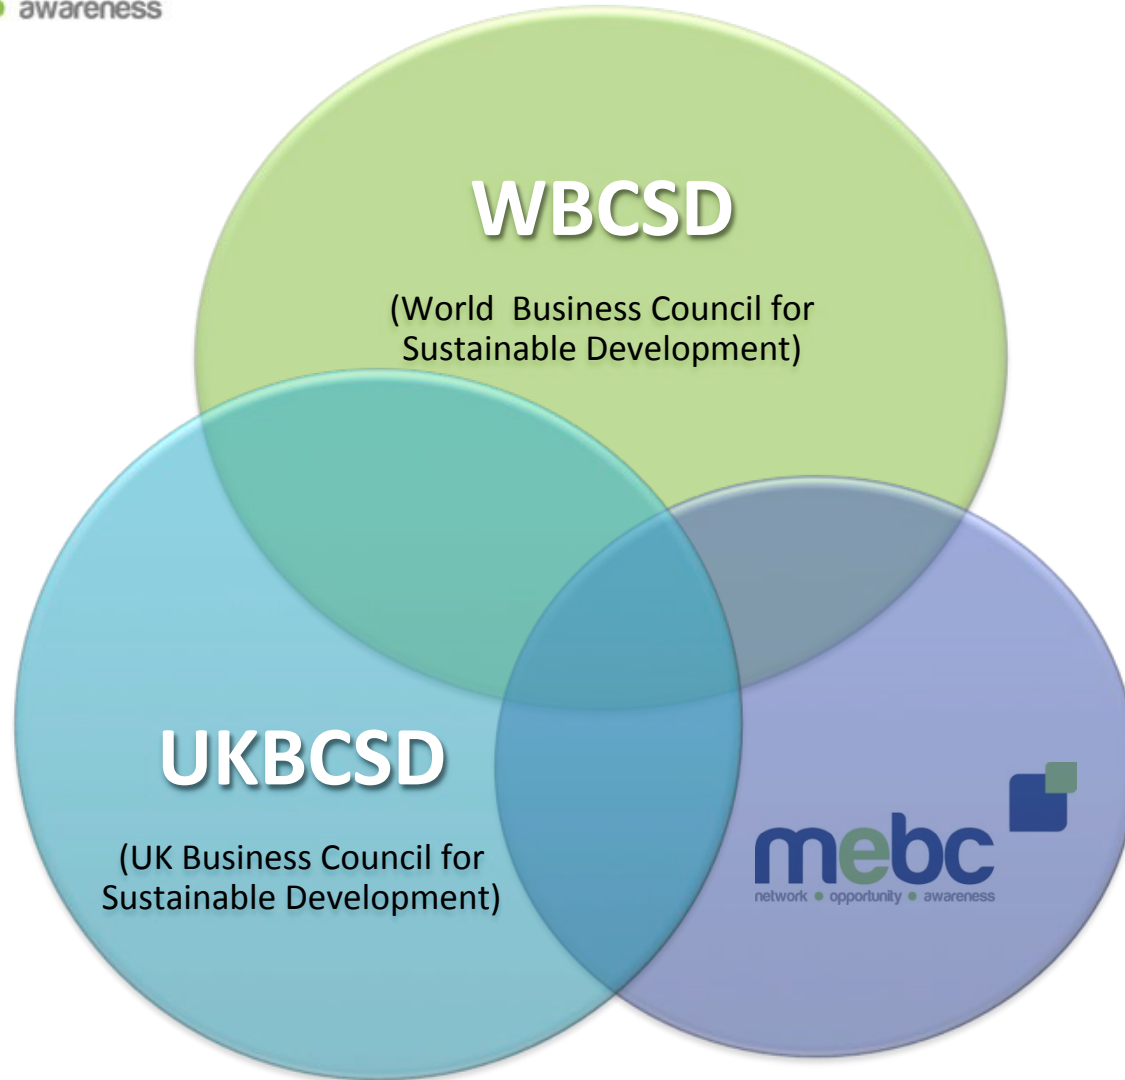 awareness
WBCSD
(World  Business Council for
Sustainable Development)
UKBCSD
(UK Business Council for
Sustainable Development)
mebc
network • opportunity • awareness